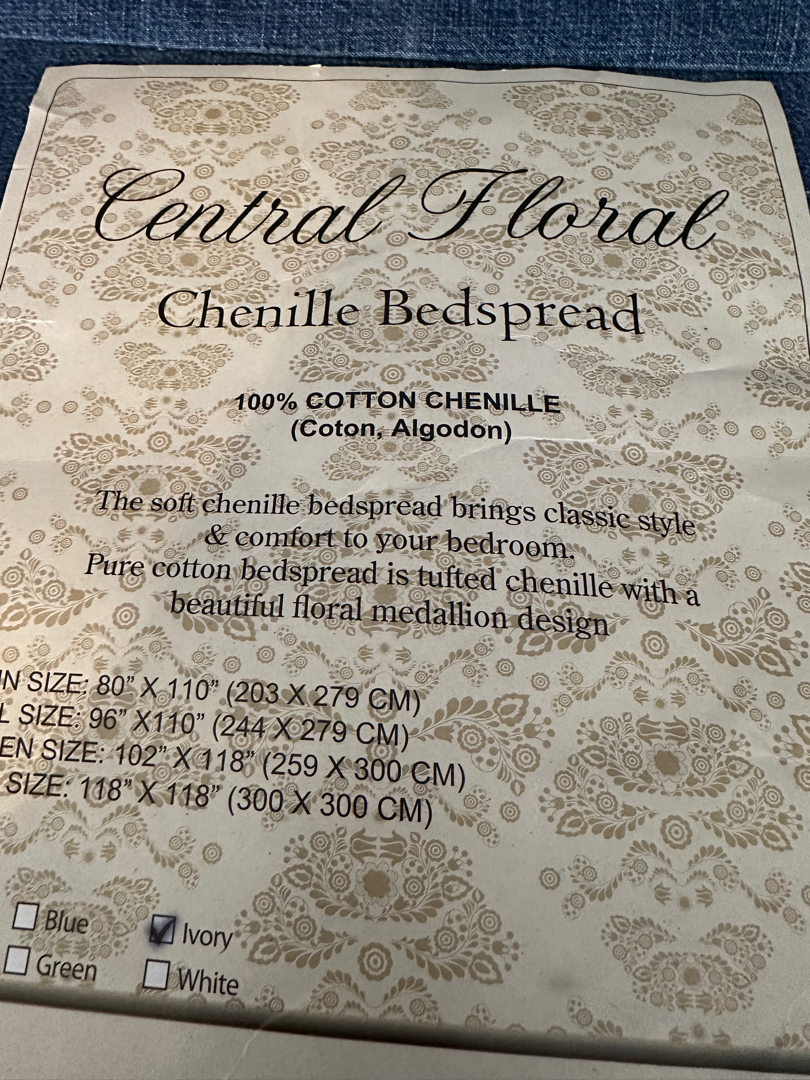 Central Floral
Chenille Bedspread
100% COTTON CHENILLE
(Coton, Algodon)
The soft chenille bedspread brings classic style
& comfort to your bedroom.
Pure cotton bedspread is tufted chenille with a
beautiful floral medallion design
SIZE: 80” X 110” (203 X 279 CM)
SIZE: 96” X110” (244 X 279 CM)
SIZE: 102” X 118” (259 X 300 CM)
SIZE: 118” X 118” (300 X 300 CM)
Blue
Ivory
Green
White